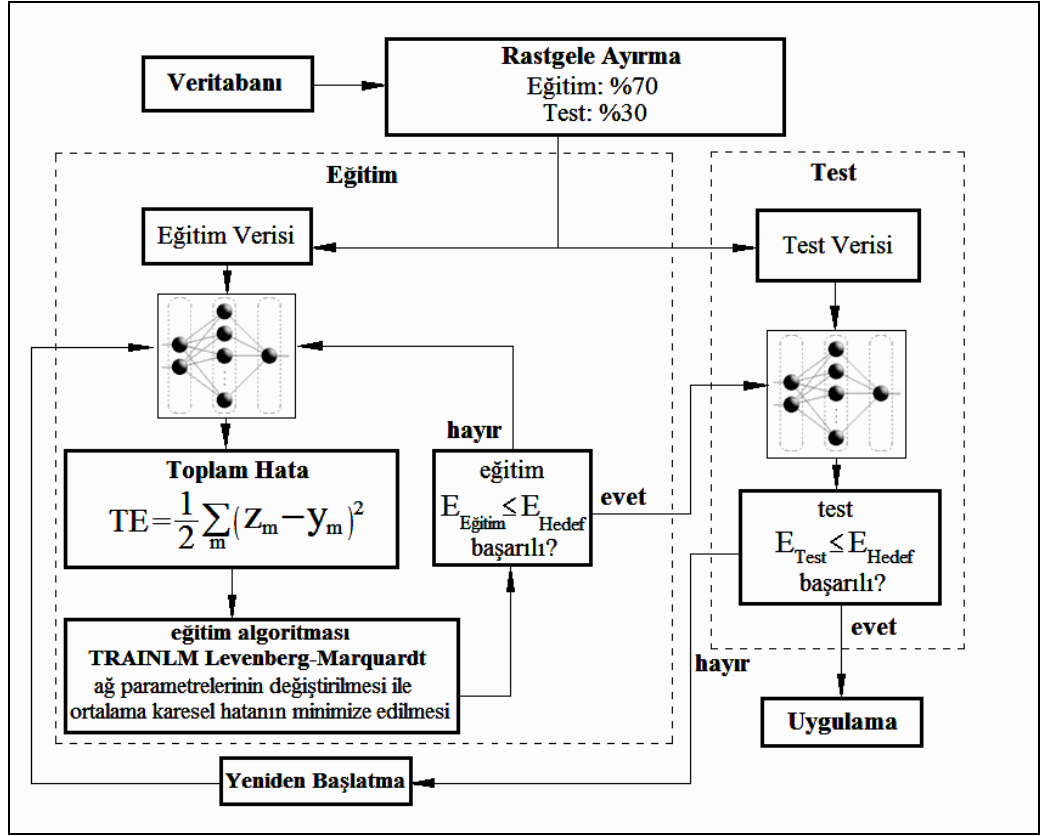 Veritabanı
Rastgele Ayırma
Eğitim: %70
Test: %30
Eğitim
Eğitim Verisi
Toplam Hata
TE=1/2 ∑m(zm−ym)²
eğitim algoritması
TRAINLM Levenberg-Marquardt
ağ parametrelerinin değiştirilmesi ile
ortalama karesel hatanın minimize edilmesi
hayır
eğitim
EEğitim≤EHedef
başarılı?
evet
Test
Test Verisi
test
ETest≤EHedef
başarılı?
evet
hayır
Uygulama
Yeniden Başlatma